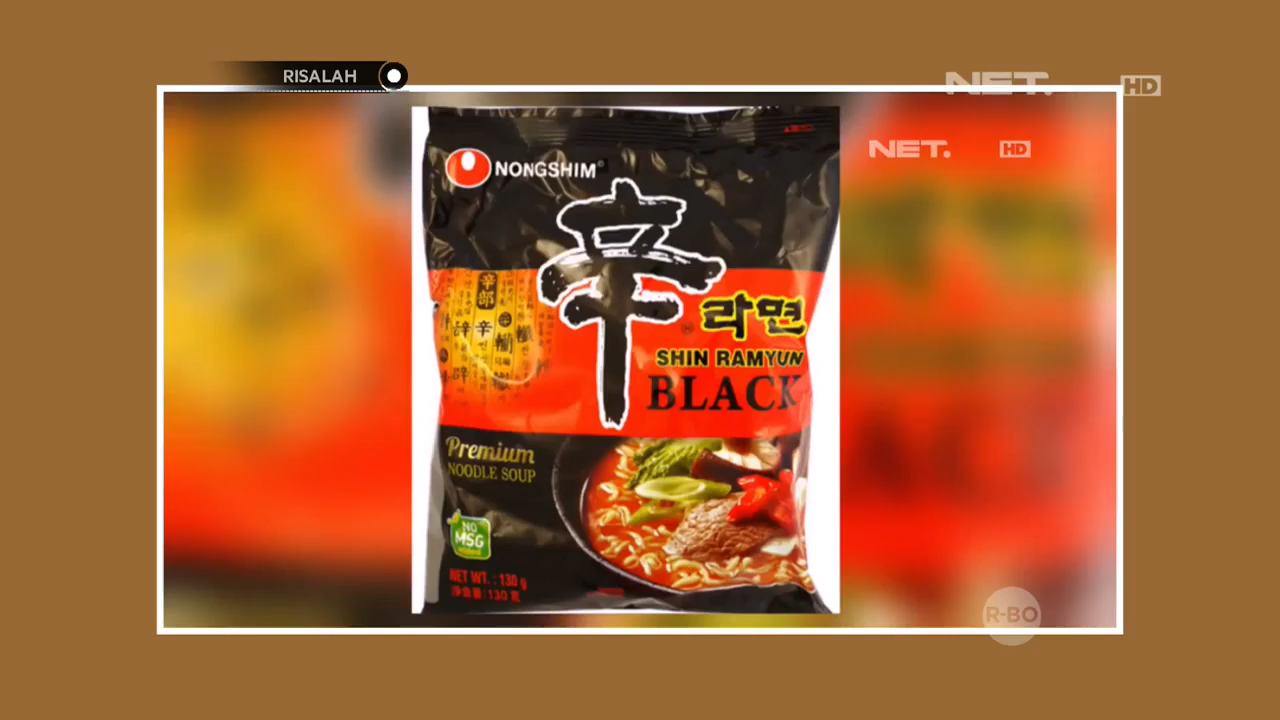 RISALAH
NET. HD
NET. HD
NONGSHIM
辛
라면
SHIN RAMYUN
BLACK
Premium
NOODLE SOUP
NO
MSG
NET WT. : 130 g
R-BO